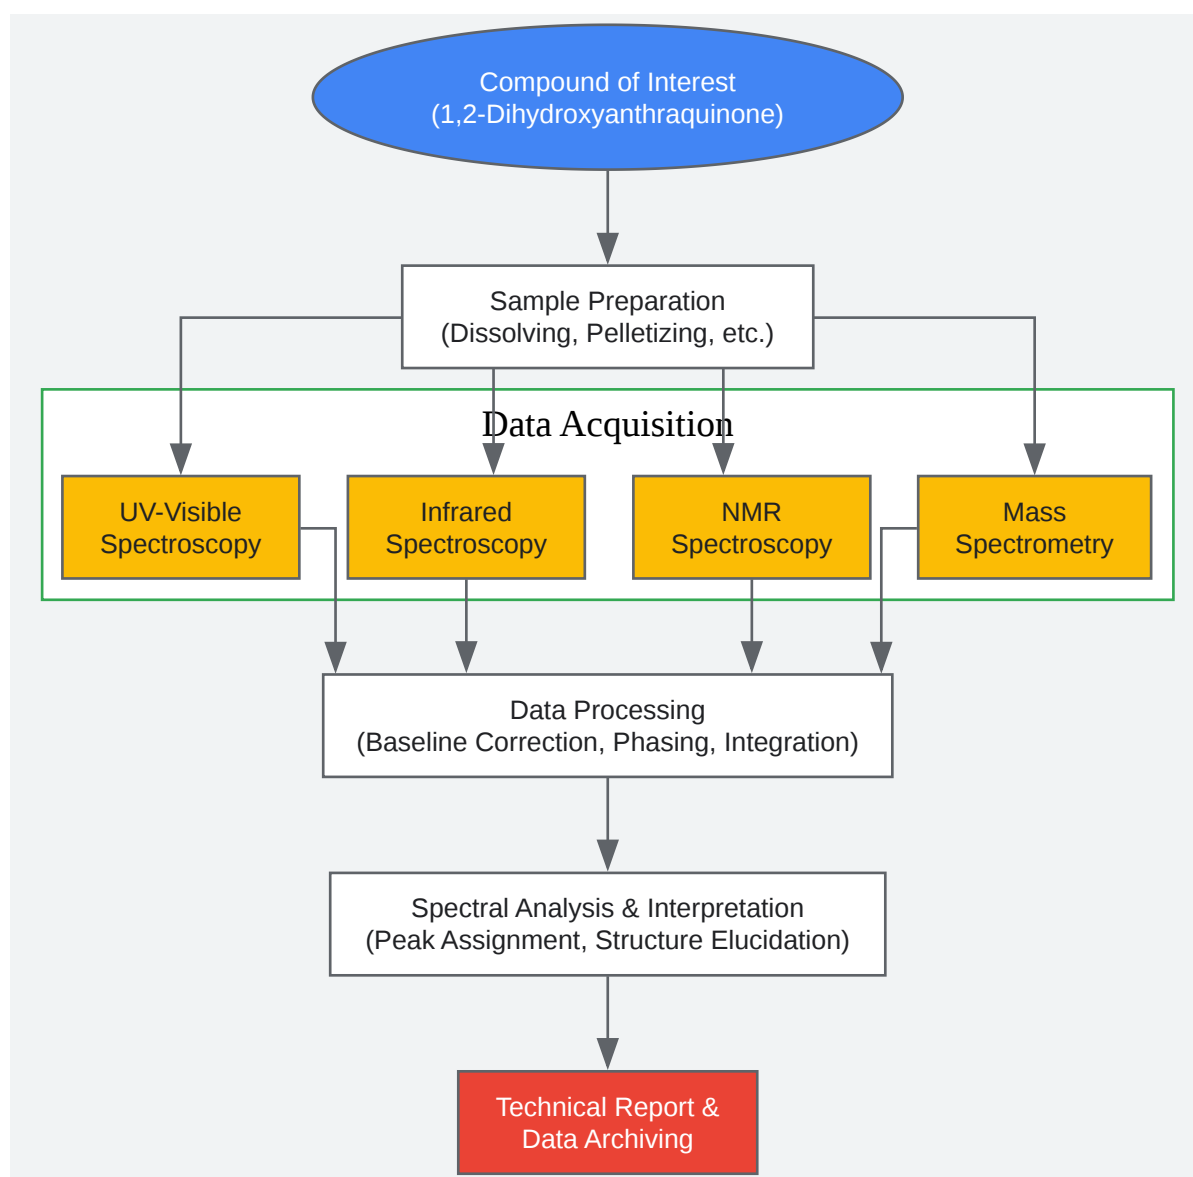 Compound of Interest
(1,2-Dihydroxyanthraquinone)
Sample Preparation
(Dissolving, Pelletizing, etc.)
Data Acquisition
UV-Visible
Spectroscopy
Infrared
Spectroscopy
NMR
Spectroscopy
Mass
Spectrometry
Data Processing
(Baseline Correction, Phasing, Integration)
Spectral Analysis & Interpretation
(Peak Assignment, Structure Elucidation)
Technical Report &
Data Archiving